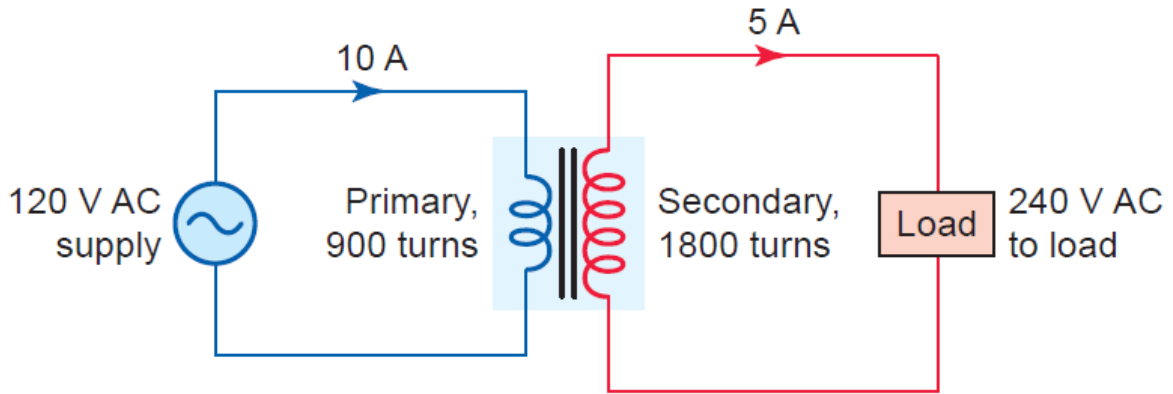 10 A
5 A
120 V AC
supply
Primary,
900 turns
Secondary,
1800 turns
Load
240 V AC
to load